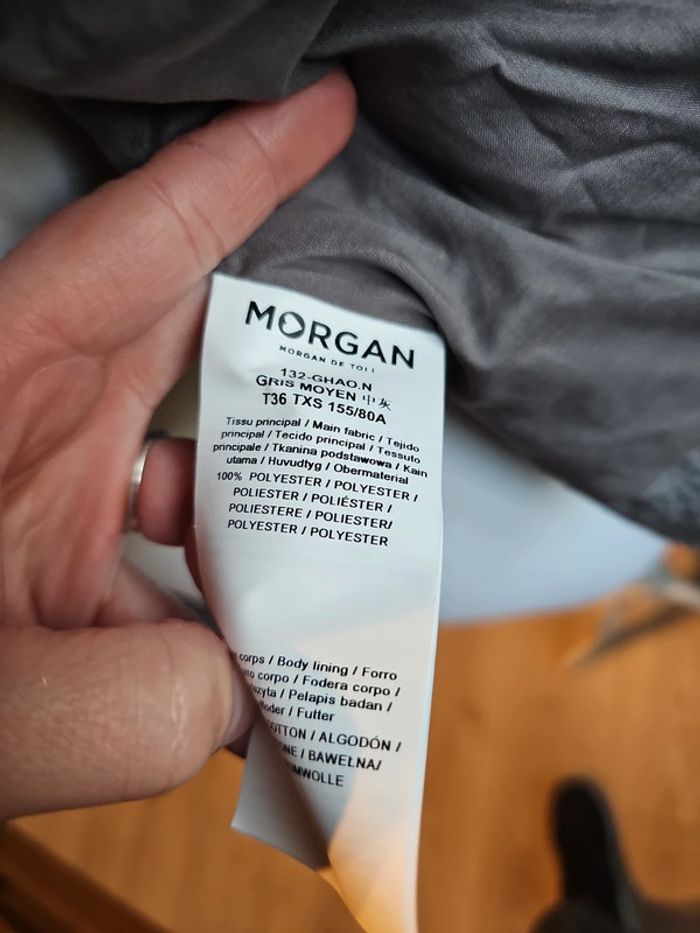 MORGAN
MORGAN DE TOI !
132-GHAO.N
GRIS MOYEN 中灰
T36 TXS 155/80A
Tissu principal / Main fabric / Tejido
principal / Tecido principal / Tessuto
principale / Tkanina podstawowa / Kain
utama / Huvudtyg / Obermaterial
100% POLYESTER / POLYESTER /
POLIESTER / POLIÉSTER /
POLIESTERE / POLIESTER/
POLYESTER / POLYESTER
corps / Body lining / Forro
corpo / Fodera corpo /
/ Pelapis badan /
/ Futter
/ ALGODÓN /
/ BAWEŁNA/